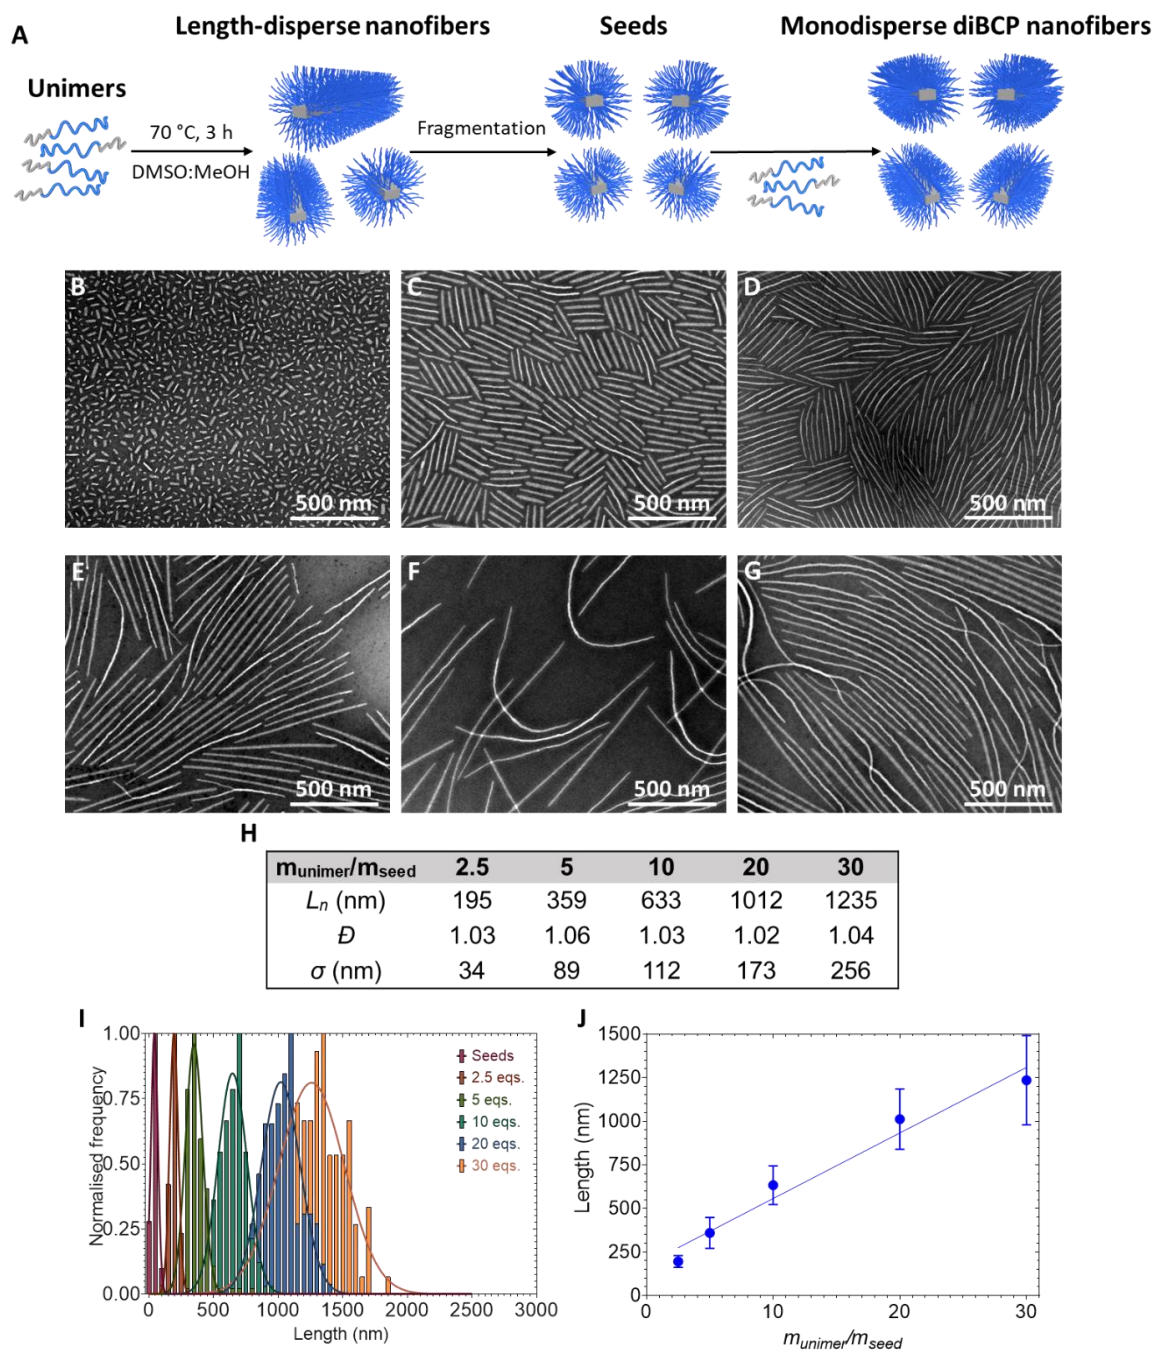 A
Length-disperse nanofibers
Seeds
Monodisperse diBCP nanofibers
Unimers
70 °C, 3 h
DMSO:MeOH
Fragmentation
B
500 nm
C
500 nm
D
500 nm
E
500 nm
F
500 nm
G
500 nm
H
m_unimer/m_seed 2.5 5 10 20 30
L_n (nm) 195 359 633 1012 1235
Đ 1.03 1.06 1.03 1.02 1.04
σ (nm) 34 89 112 173 256
I
Normalised frequency
1.00
0.75
0.50
0.25
0.00
Seeds
2.5 eqs.
5 eqs.
10 eqs.
20 eqs.
30 eqs.
0 500 1000 1500 2000 2500 3000
Length (nm)
J
Length (nm)
1500
1250
1000
750
500
250
0
0 10 20 30
m_unimer/m_seed